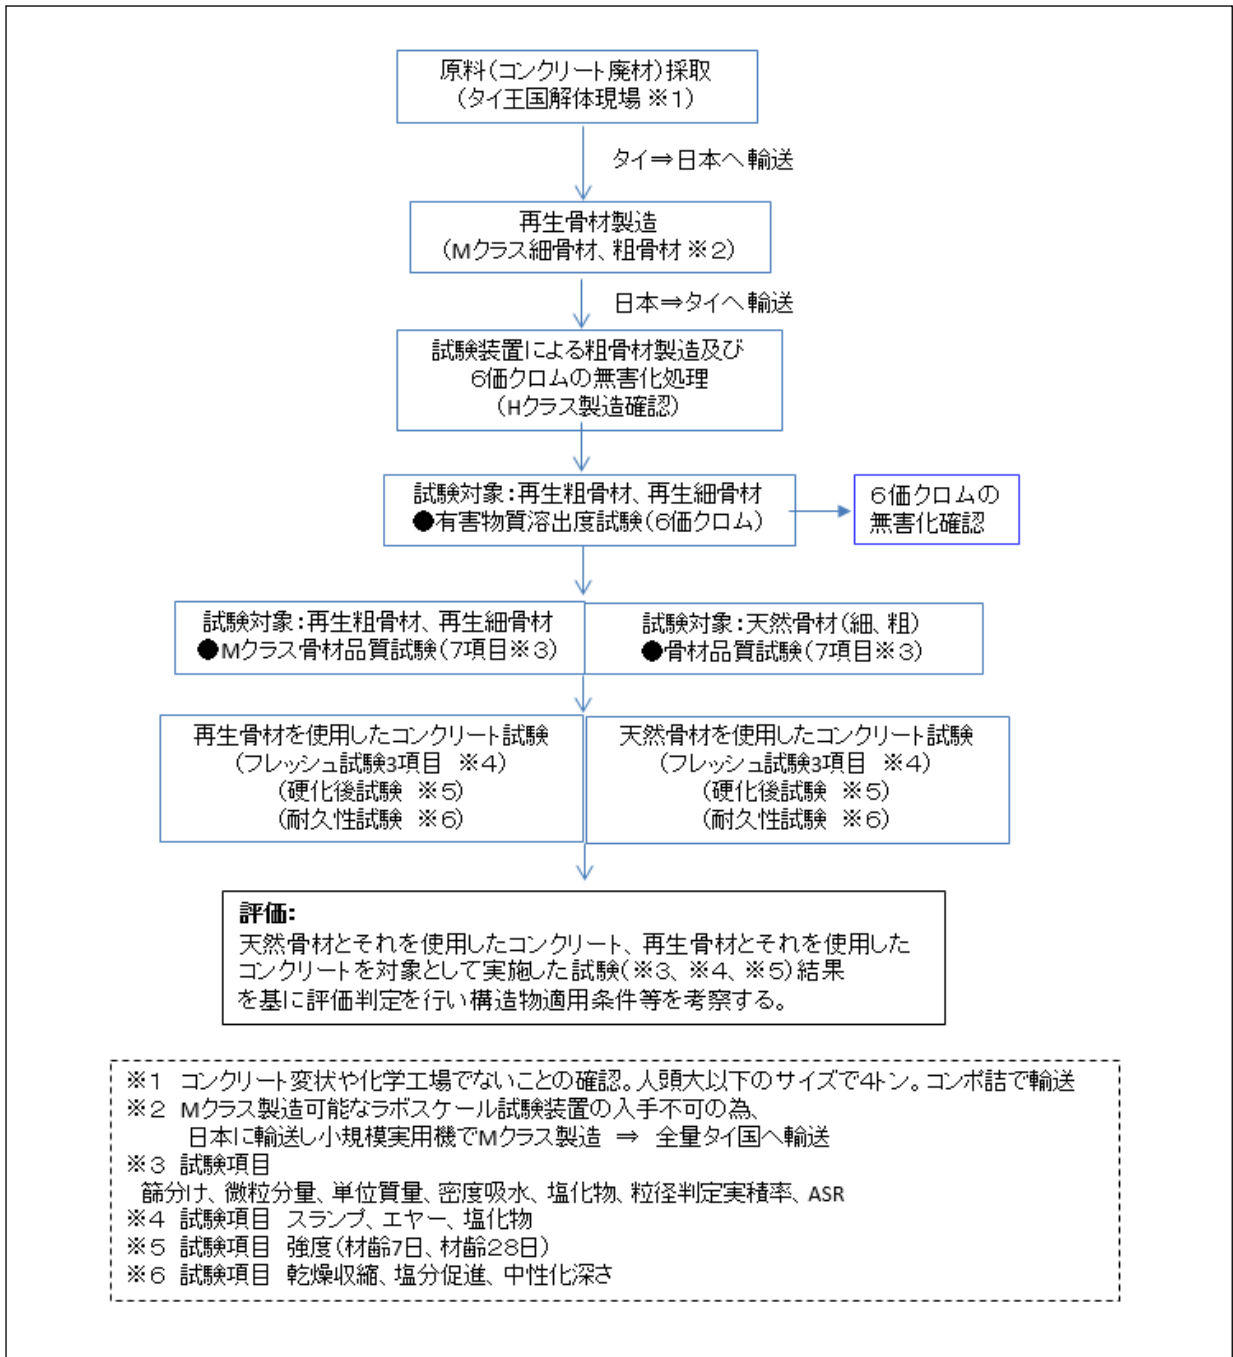 原料(コンクリート廃材)採取
(タイ王国解体現場 ※1)
タイ⇒日本へ輸送
再生骨材製造
(Mクラス細骨材、粗骨材 ※2)
日本⇒タイへ輸送
試験装置による粗骨材製造及び
6価クロムの無害化処理
(Hクラス製造確認)
試験対象:再生粗骨材、再生細骨材
●有害物質溶出度試験(6価クロム)
6価クロムの
無害化確認
試験対象:再生粗骨材、再生細骨材
●Mクラス骨材品質試験(7項目※3)
試験対象:天然骨材(細、粗)
●骨材品質試験(7項目※3)
再生骨材を使用したコンクリート試験
(フレッシュ試験3項目 ※4)
(硬化後試験 ※5)
(耐久性試験 ※6)
天然骨材を使用したコンクリート試験
(フレッシュ試験3項目 ※4)
(硬化後試験 ※5)
(耐久性試験 ※6)
評価:
天然骨材とそれを使用したコンクリート、再生骨材とそれを使用した
コンクリートを対象として実施した試験(※3、※4、※5)結果
を基に評価判定を行い構造物適用条件等を考察する。
※1 コンクリート変状や化学工場でないことの確認。人頭大以下のサイズで4トン。コンポ詰で輸送
※2 Mクラス製造可能なラボスケール試験装置の入手不可の為、
日本に輸送し小規模実用機でMクラス製造 ⇒ 全量タイ国へ輸送
※3 試験項目
篩分け、微粒分量、単位質量、密度吸水、塩化物、粒径判定実積率、ASR
※4 試験項目 スランプ、エヤー、塩化物
※5 試験項目 強度(材齢7日、材齢28日)
※6 試験項目 乾燥収縮、塩分促進、中性化深さ